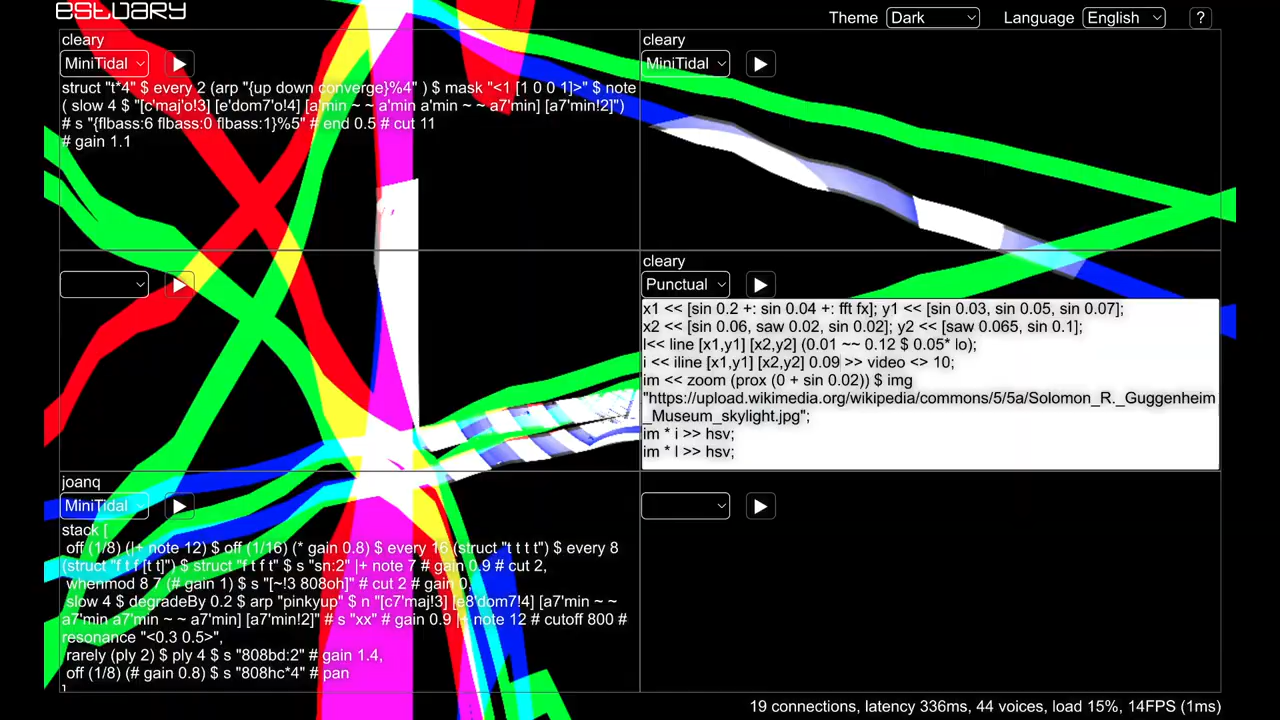 estuary
Theme Dark Language English ?
cleary
MiniTidal
struct "t*4" $ every 2 (arp "{up down converge}%4" ) $ mask "<1 [1 0 0 1]>" $ note
( slow 4 $ "[c'maj'o!3] [e'dom7'o!4] [a'min ~ ~ a'min a'min ~ ~ a'min] [a7'min!2]")
# s "{flbass:6 flbass:0 flbass:1}%5" # end 0.5 # cut 11
# gain 1.1
cleary
MiniTidal
cleary
Punctual
x1 << [sin 0.2 +: sin 0.04 +: fft fx]; y1 << [sin 0.03, sin 0.05, sin 0.07];
x2 << [sin 0.06, saw 0.02, sin 0.02]; y2 << [saw 0.065, sin 0.1];
l<< line [x1,y1] [x2,y2] (0.01 ~~ 0.12 $ 0.05* lo);
i << iline [x1,y1] [x2,y2] 0.09 >> video <> 10;
im << zoom (prox (0 + sin 0.02)) $ img
"https://upload.wikimedia.org/wikipedia/commons/5/5a/Solomon_R._Guggenheim
_Museum_skylight.jpg";
im * i >> hsv;
im * l >> hsv;
joanq
MiniTidal
stack [
off (1/8) (|+ note 12) $ off (1/16) (* gain 0.8) $ every 16 (struct "t t t t") $ every 8
(struct "f t f [t t]") $ struct "f t f t" $ s "sn:2" |+ note 7 # gain 0.9 # cut 2,
whenmod 8 7 (# gain 1) $ s "[~!3 808oh]" # cut 2 # gain 0,
slow 4 $ degradeBy 0.2 $ arp "pinkyup" $ n "[c7'maj!3] [e8'dom7!4] [a7'min ~ ~
a7'min a7'min ~ ~ a7'min] [a7'min!2]" # s "xx" # gain 0.9 |+ note 12 # cutoff 800 #
resonance "<0.3 0.5>",
rarely (ply 2) $ ply 4 $ s "808bd:2" # gain 1.4,
off (1/8) (# gain 0.8) $ s "808hc*4" # pan
19 connections, latency 336ms, 44 voices, load 15%, 14FPS (1ms)